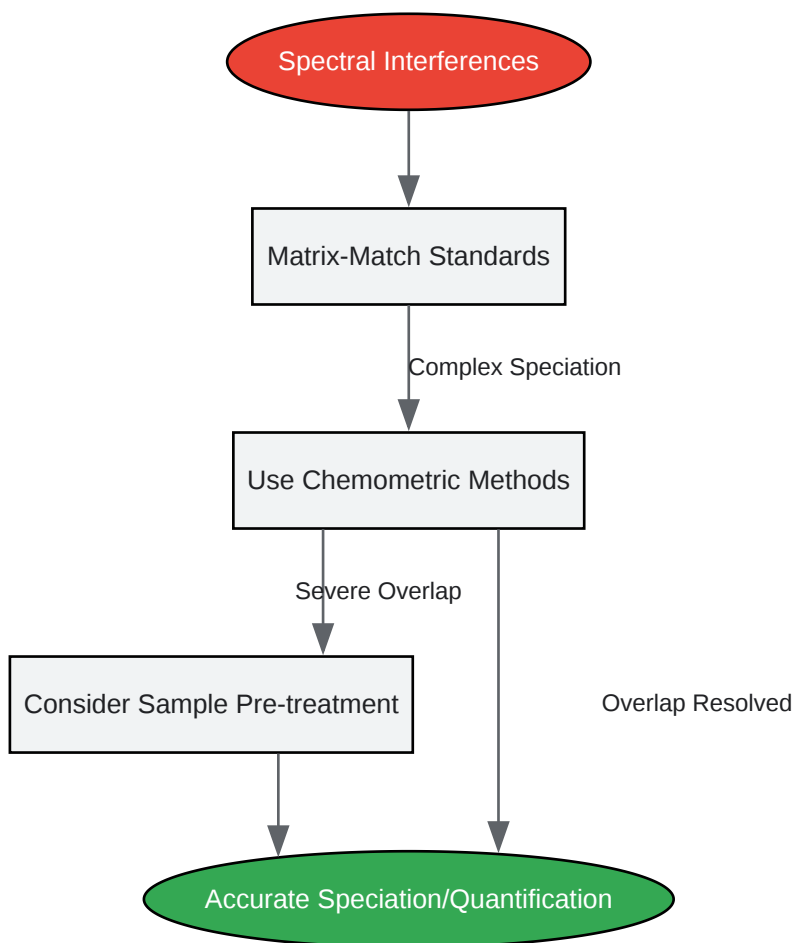 Spectral Interferences
Matrix-Match Standards
Complex Speciation
Use Chemometric Methods
Severe Overlap
Consider Sample Pre-treatment
Overlap Resolved
Accurate Speciation/Quantification